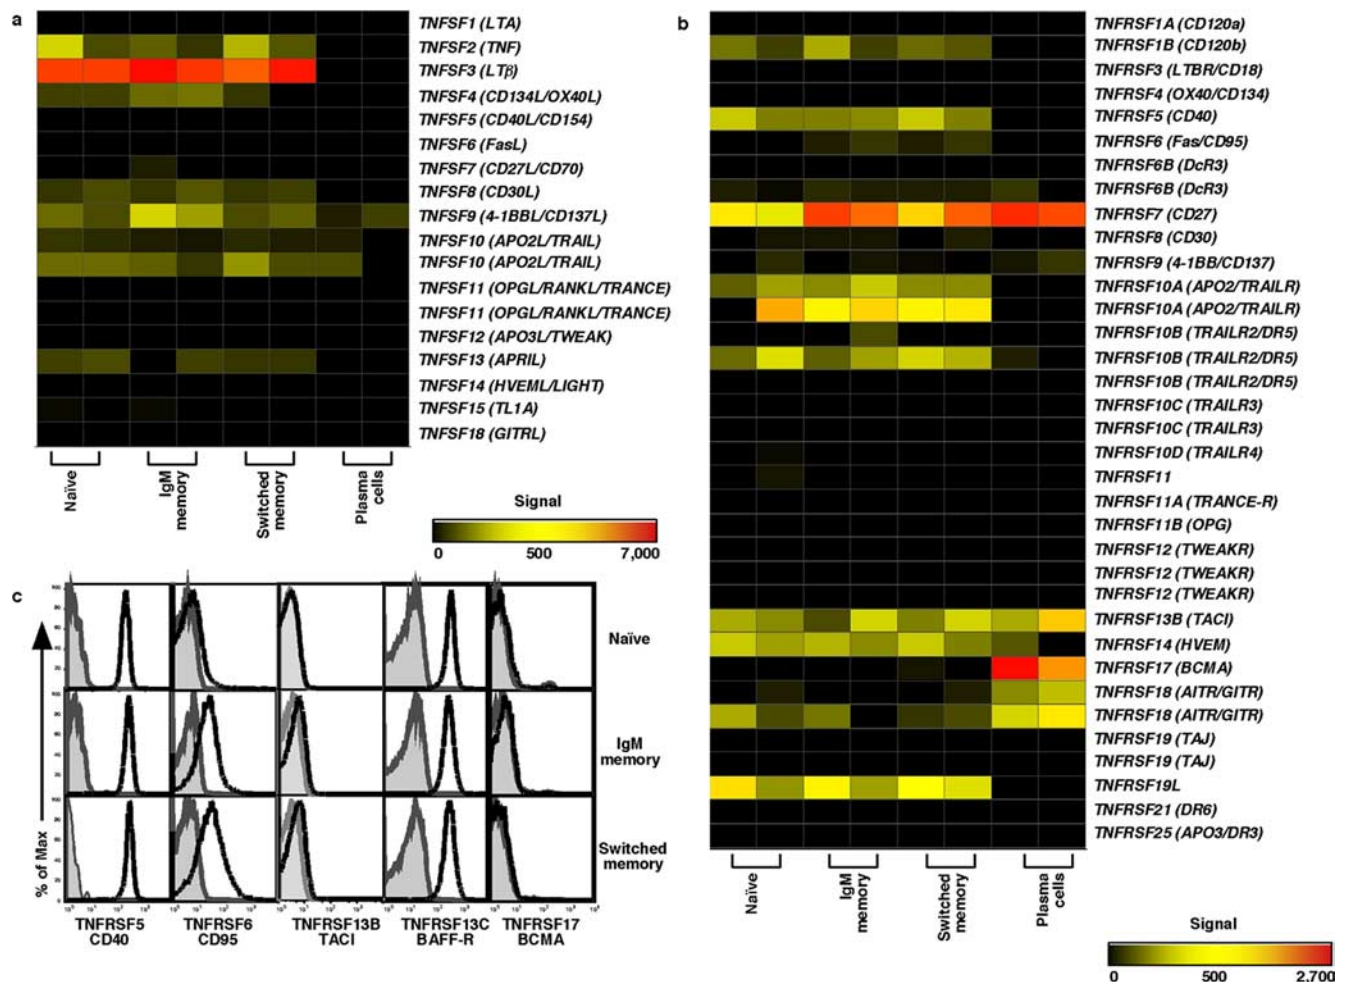 a
TNFSF1 (LTA)
TNFSF2 (TNF)
TNFSF3 (LTβ)
TNFSF4 (CD134L/OX40L)
TNFSF5 (CD40L/CD154)
TNFSF6 (FasL)
TNFSF7 (CD27L/CD70)
TNFSF8 (CD30L)
TNFSF9 (4-1BBL/CD137L)
TNFSF10 (APO2L/TRAIL)
TNFSF10 (APO2L/TRAIL)
TNFSF11 (OPGL/RANKL/TRANCE)
TNFSF11 (OPGL/RANKL/TRANCE)
TNFSF12 (APO3L/TWEAK)
TNFSF13 (APRIL)
TNFSF14 (HVEML/LIGHT)
TNFSF15 (TL1A)
TNFSF18 (GITRL)
Naïve
IgM
memory
Switched
memory
Plasma
cells
Signal
0 500 7,000
b
TNFRSF1A (CD120a)
TNFRSF1B (CD120b)
TNFRSF3 (LTBR/CD18)
TNFRSF4 (OX40/CD134)
TNFRSF5 (CD40)
TNFRSF6 (Fas/CD95)
TNFRSF6B (DcR3)
TNFRSF6B (DcR3)
TNFRSF7 (CD27)
TNFRSF8 (CD30)
TNFRSF9 (4-1BB/CD137)
TNFRSF10A (APO2/TRAILR)
TNFRSF10A (APO2/TRAILR)
TNFRSF10B (TRAILR2/DR5)
TNFRSF10B (TRAILR2/DR5)
TNFRSF10B (TRAILR2/DR5)
TNFRSF10C (TRAILR3)
TNFRSF10C (TRAILR3)
TNFRSF10D (TRAILR4)
TNFRSF11
TNFRSF11A (TRANCE-R)
TNFRSF11B (OPG)
TNFRSF12 (TWEAKR)
TNFRSF12 (TWEAKR)
TNFRSF12 (TWEAKR)
TNFRSF13B (TACI)
TNFRSF14 (HVEM)
TNFRSF17 (BCMA)
TNFRSF18 (AITR/GITR)
TNFRSF18 (AITR/GITR)
TNFRSF19 (TAJ)
TNFRSF19 (TAJ)
TNFRSF19L
TNFRSF21 (DR6)
TNFRSF25 (APO3/DR3)
Naïve
IgM
memory
Switched
memory
Plasma
cells
Signal
0 500 2,700
c
% of Max
Naïve
IgM
memory
Switched
memory
TNFRSF5 TNFRSF6 TNFRSF13B TNFRSF13C TNFRSF17
CD40 CD95 TACI BAFF-R BCMA